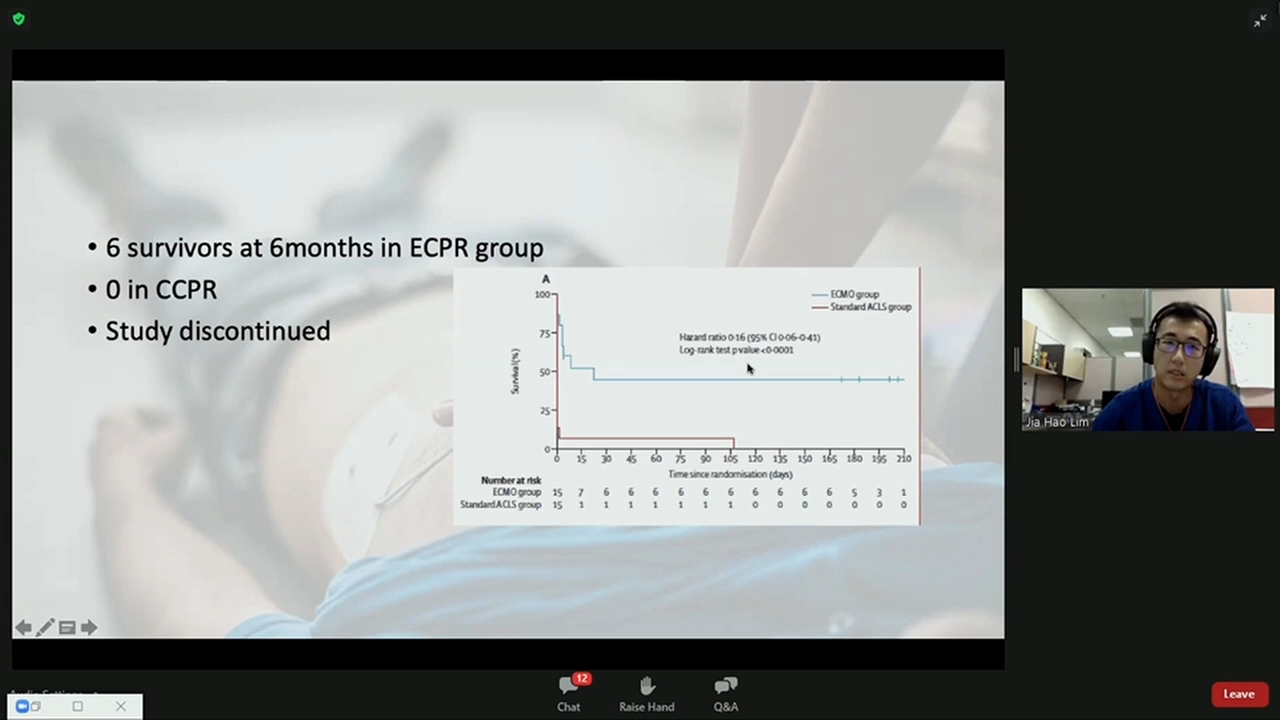 • 6 survivors at 6months in ECPR group
• 0 in CCPR
• Study discontinued
A
100
75
50
25
0
Survival (%)
ECMO group
Standard ACLS group
Hazard ratio 0·16 (95% CI 0·06–0·41)
Log-rank test p value <0·0001
0 15 30 45 60 75 90 105 120 135 150 165 180 195 210
Time since randomisation (days)
Number at risk
ECMO group 15 7 6 6 6 6 6 6 6 6 6 6 5 3 1
Standard ACLS group 15 1 1 1 1 1 1 1 0 0 0 0 0 0 0
Jia Hao Lim
12
Chat
Raise Hand
Q&A
Leave